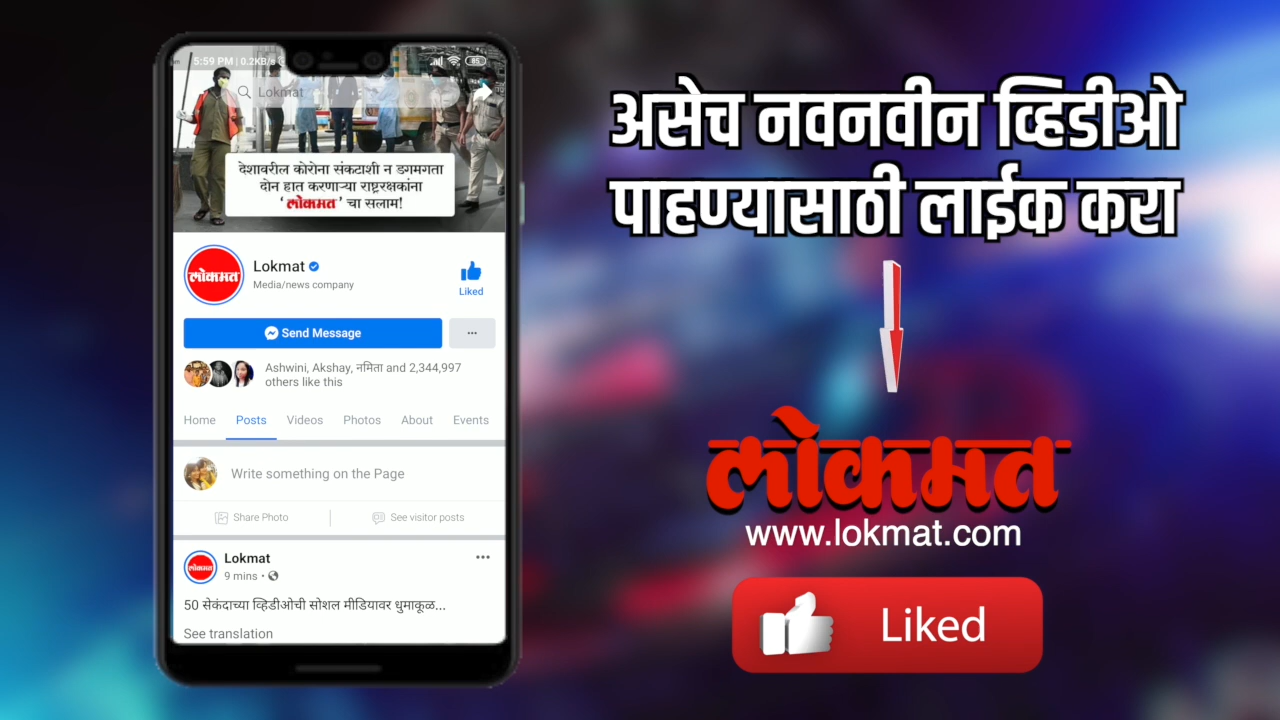 5:59 PM | 0.2KB/s
85
Lokmat
देशावरील कोरोना संकटाशी न डगमगता
दोन हात करणाऱ्या राष्ट्ररक्षकांना
‘लोकमत’ चा सलाम!
लोकमत
Lokmat
Media/news company
Liked
Send Message
Ashwini, Akshay, नमिता and 2,344,997
others like this
Home Posts Videos Photos About Events
Write something on the Page
Share Photo See visitor posts
लोकमत
Lokmat
9 mins
50 सेकंदाच्या व्हिडीओची सोशल मीडियावर धुमाकूळ...
See translation
असेच नवनवीन व्हिडीओ
पाहण्यासाठी लाईक करा
लोकमत
www.lokmat.com
Liked